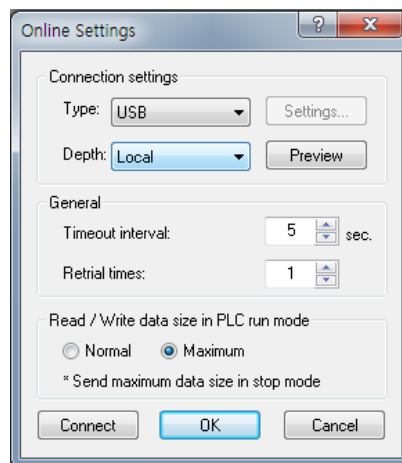 Online Settings
Connection settings
Type: USB Settings...
Depth: Local Preview
General
Timeout interval: 5 sec.
Retrial times: 1
Read / Write data size in PLC run mode
Normal Maximum
* Send maximum data size in stop mode
Connect OK Cancel